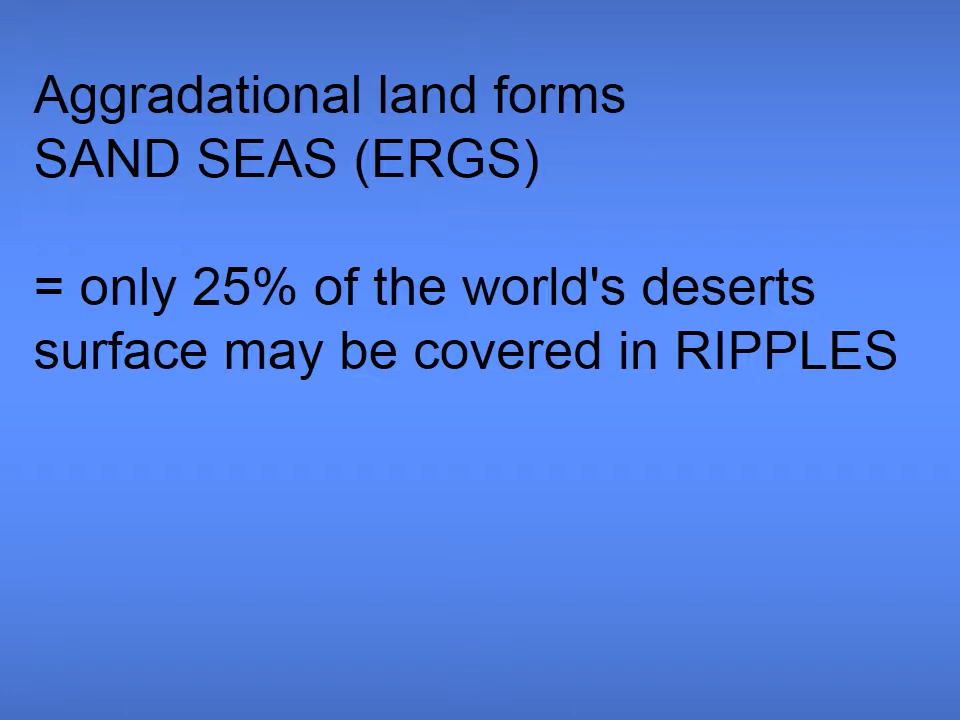 Aggradational land forms
SAND SEAS (ERGS)
= only 25% of the world's deserts
surface may be covered in RIPPLES